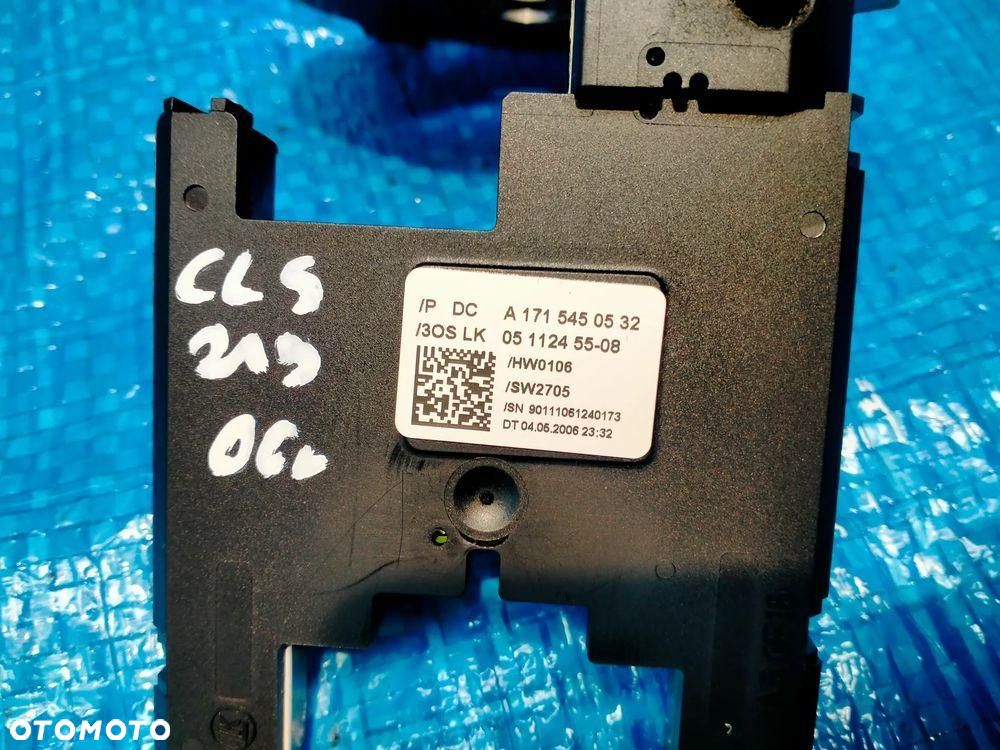 CLS
219
06r
/P DC A 171 545 05 32
/3OS LK 05 1124 55-08
/HW0106
/SW2705
/SN 90111061240173
DT 04.05.2006 23:32
OTOMOTO